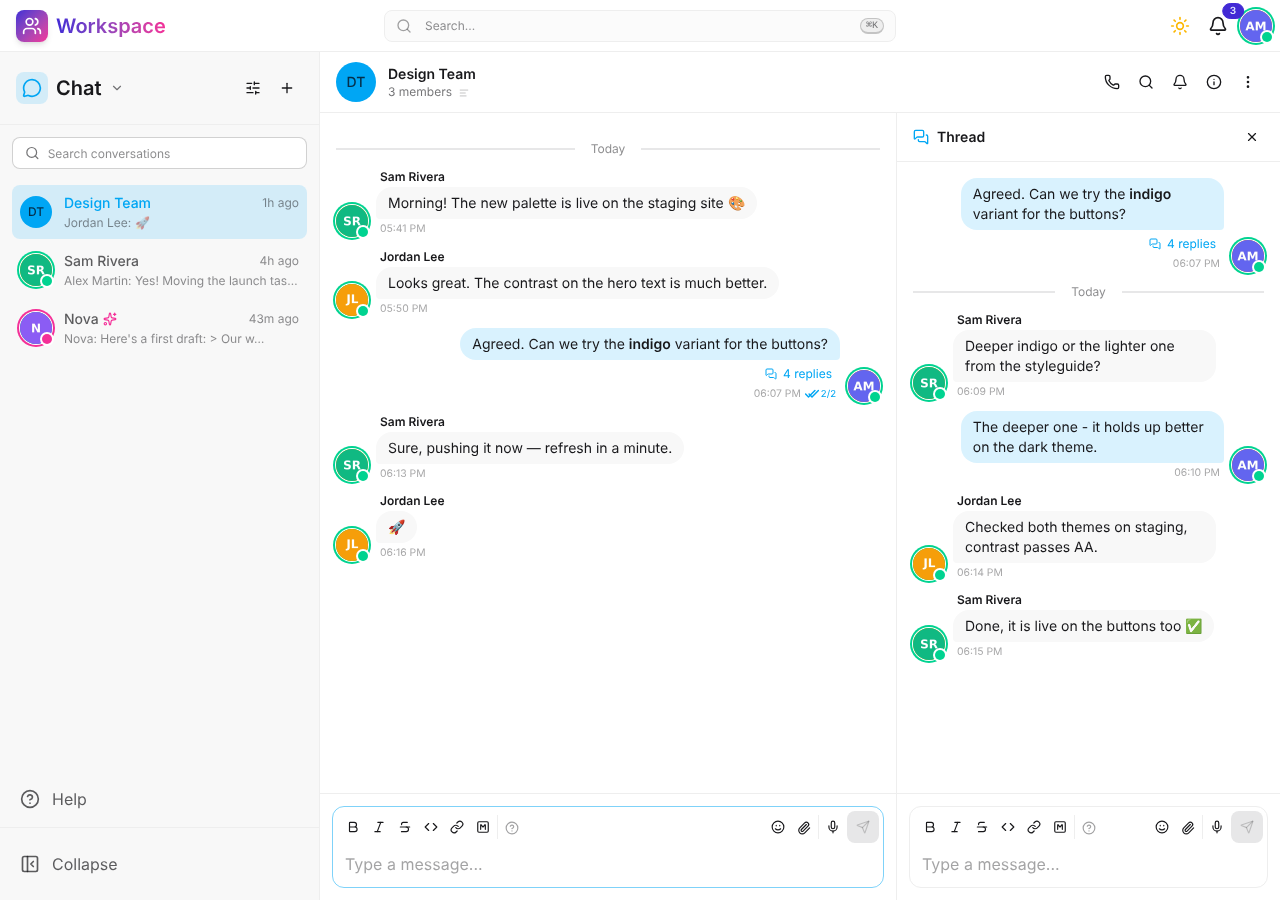 Workspace
Search...
⌘K
3
AM
Chat
Search conversations
DT
Design Team
1h ago
Jordan Lee: 🚀
SR
Sam Rivera
4h ago
Alex Martin: Yes! Moving the launch tas...
N
Nova
43m ago
Nova: Here's a first draft: > Our w...
Help
Collapse
DT
Design Team
3 members
Today
Sam Rivera
SR
Morning! The new palette is live on the staging site 🎨
05:41 PM
Jordan Lee
JL
Looks great. The contrast on the hero text is much better.
05:50 PM
Agreed. Can we try the indigo variant for the buttons?
4 replies
06:07 PM 2/2
AM
Sam Rivera
SR
Sure, pushing it now — refresh in a minute.
06:13 PM
Jordan Lee
JL
🚀
06:16 PM
B I S M
Type a message...
Thread
Agreed. Can we try the indigo
variant for the buttons?
4 replies
06:07 PM
AM
Today
Sam Rivera
Deeper indigo or the lighter one
from the styleguide?
SR
06:09 PM
The deeper one - it holds up better
on the dark theme.
06:10 PM
AM
Jordan Lee
Checked both themes on staging,
contrast passes AA.
JL
06:14 PM
Sam Rivera
Done, it is live on the buttons too ✅
SR
06:15 PM
B I S M
Type a message...